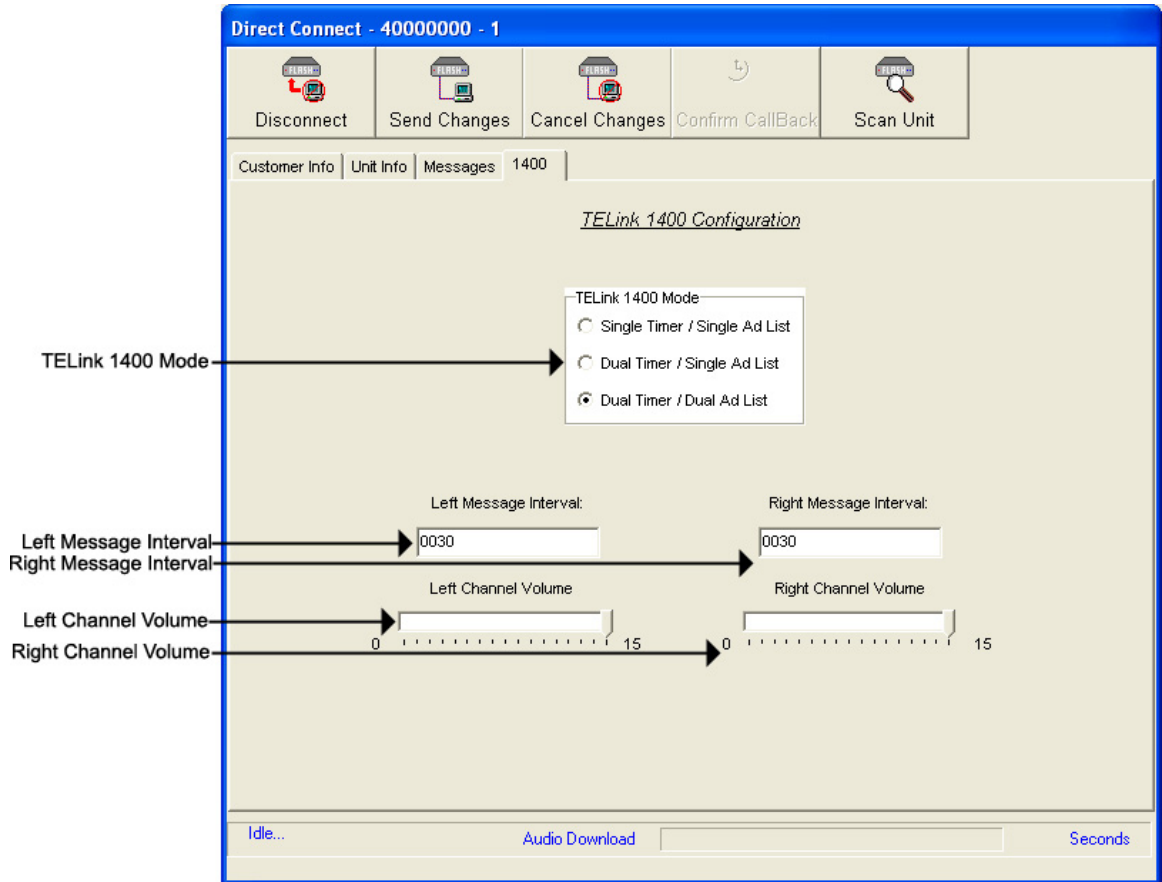 Direct Connect - 40000000 - 1
FLASH FLASH FLASH FLASH
Disconnect Send Changes Cancel Changes Confirm CallBack Scan Unit
Customer Info Unit Info Messages 1400
TELink 1400 Configuration
TELink 1400 Mode
Single Timer / Single Ad List
TELink 1400 Mode
Dual Timer / Single Ad List
Dual Timer / Dual Ad List
Left Message Interval: Right Message Interval:
Left Message Interval
0030 0030
Right Message Interval
Left Channel Volume Right Channel Volume
Left Channel Volume
0 15 0 15
Right Channel Volume
Idle... Audio Download Seconds